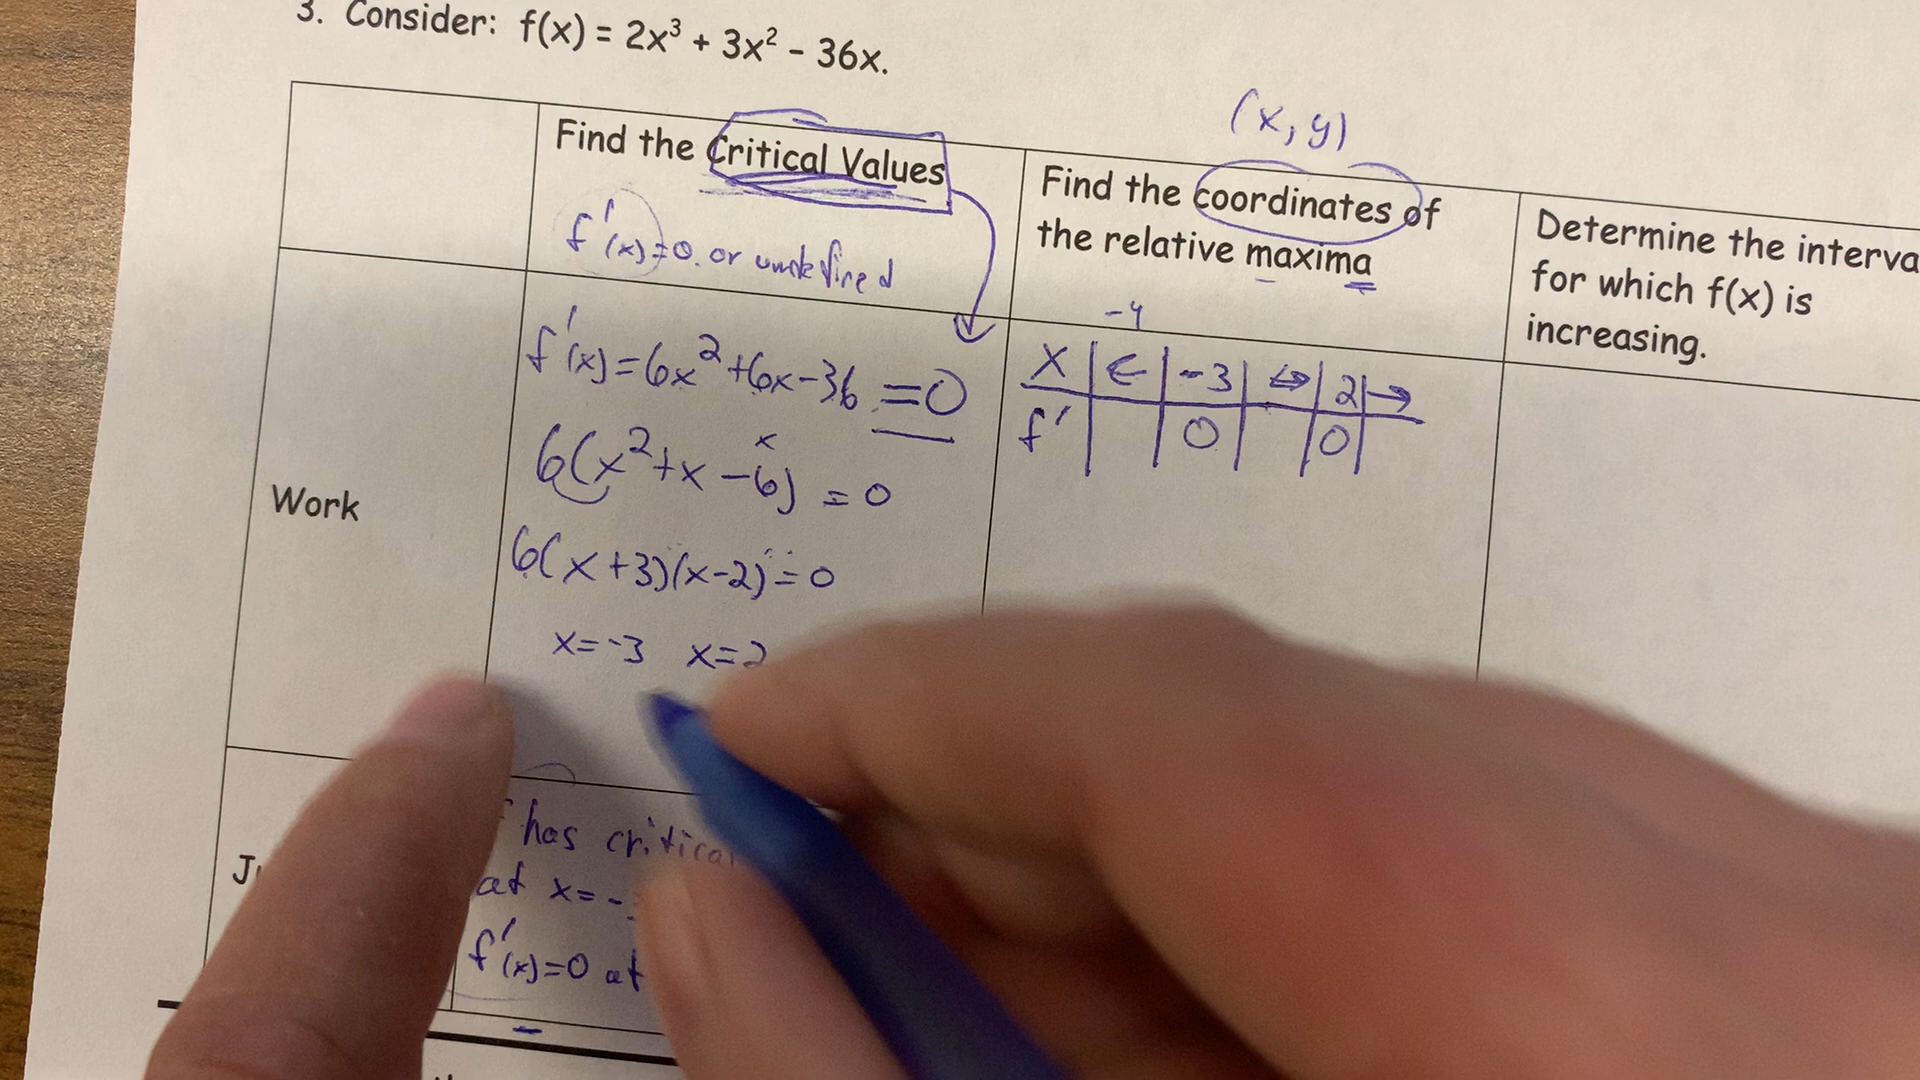 3. Consider: f(x) = 2x³ + 3x² - 36x.
(x, y)
Find the Critical Values
f'(x)=0 or undefined
Find the coordinates of
the relative maxima
Determine the interva
for which f(x) is
increasing.
Work
f'(x)=6x²+6x-36 =0
6(x²+x-6) = 0
6(x+3)(x-2)=0
x=-3 x=2
-4
x | ← | -3 | ↔ | 2 | →
f' | | 0 | | 0 |
has critical
at x=-
f'(x)=0 at